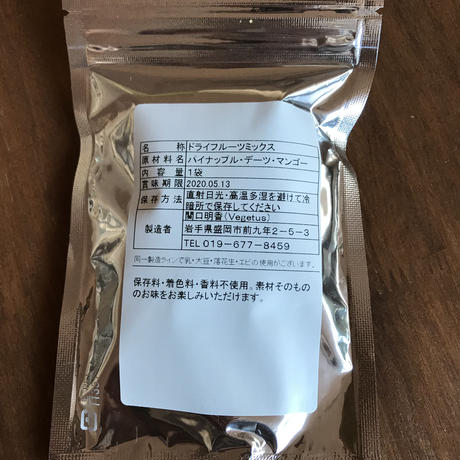 名　　称 ドライフルーツミックス
原材料名 パイナップル・デーツ・マンゴー
内 容 量 1袋
賞味期限 2020.05.13
保存方法 直射日光・高温多湿を避けて冷
暗所で保存してください
製造者 関口明香(Vegetus)
岩手県盛岡市前九年2-5-3
TEL 019-677-8459
同一製造ラインで乳・大豆・落花生・エビの使用がございます。
保存料・着色料・香料不使用。素材そのもの
のお味をお楽しみいただけます。